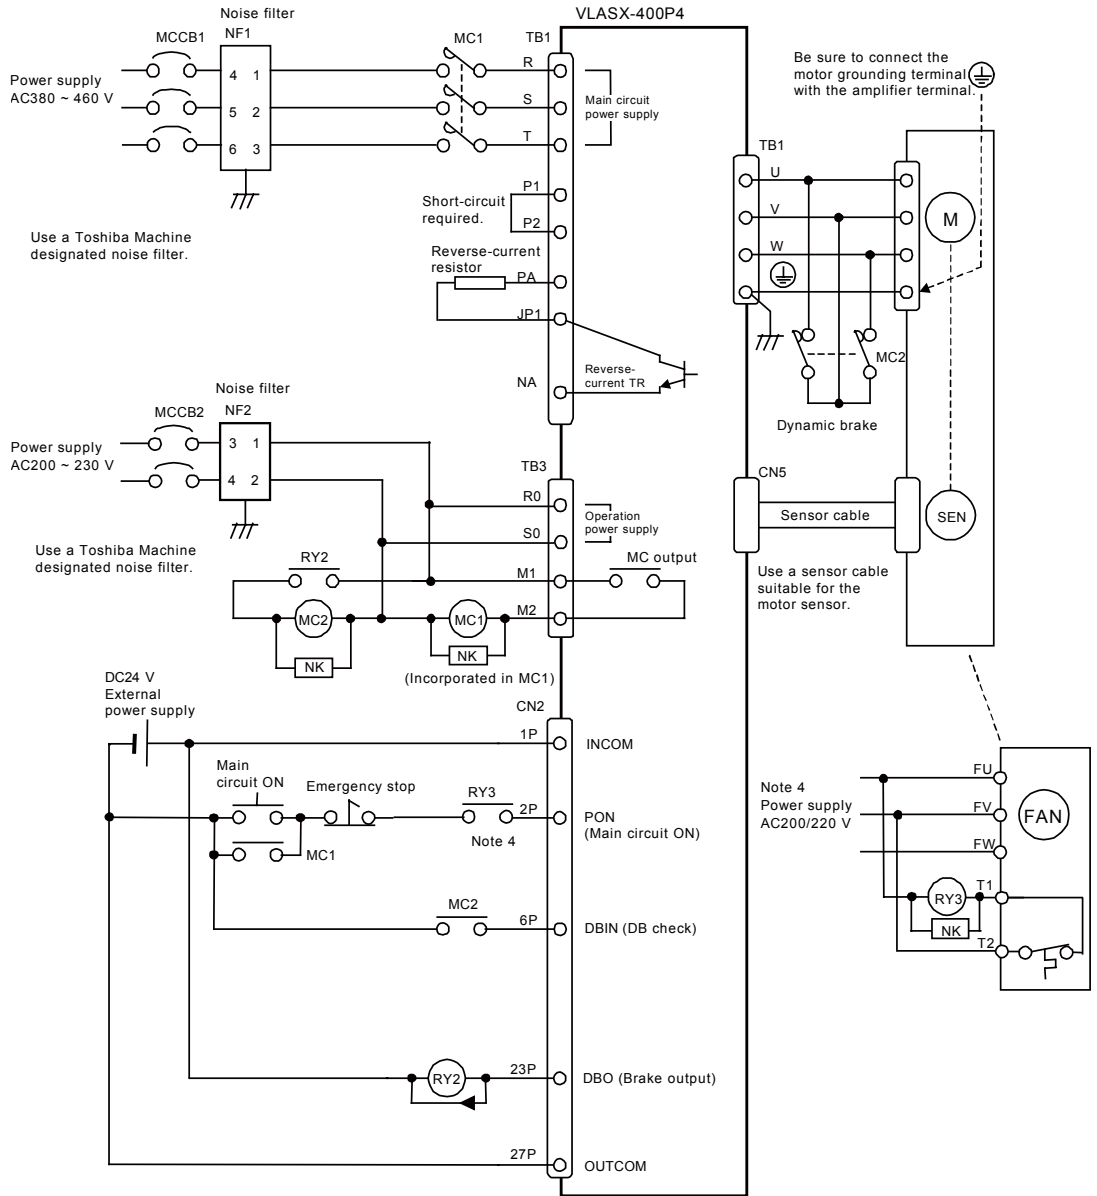 VLASX-400P4
Noise filter
NF1
MCCB1
MC1
TB1
Power supply
AC380 ~ 460 V
4 1
5 2
6 3
R
S
T
Main circuit
power supply
Be sure to connect the
motor grounding terminal
with the amplifier terminal.
TB1
U
V
W
M
P1
P2
Short-circuit
required.
Use a Toshiba Machine
designated noise filter.
Reverse-current
resistor
PA
JP1
NA
Reverse-
current TR
MC2
Dynamic brake
Noise filter
NF2
MCCB2
Power supply
AC200 ~ 230 V
3 1
4 2
TB3
R0
S0
Operation
power supply
CN5
Sensor cable
SEN
Use a sensor cable
suitable for the
motor sensor.
Use a Toshiba Machine
designated noise filter.
RY2
M1
MC output
M2
MC2
MC1
NK
NK
(Incorporated in MC1)
DC24 V
External
power supply
CN2
1P
INCOM
Main
circuit ON
Emergency stop
RY3
2P
PON
(Main circuit ON)
Note 4
MC1
MC2
6P
DBIN (DB check)
RY2
23P
DBO (Brake output)
27P
OUTCOM
Note 4
Power supply
AC200/220 V
FU
FV
FW
FAN
T1
RY3
NK
T2